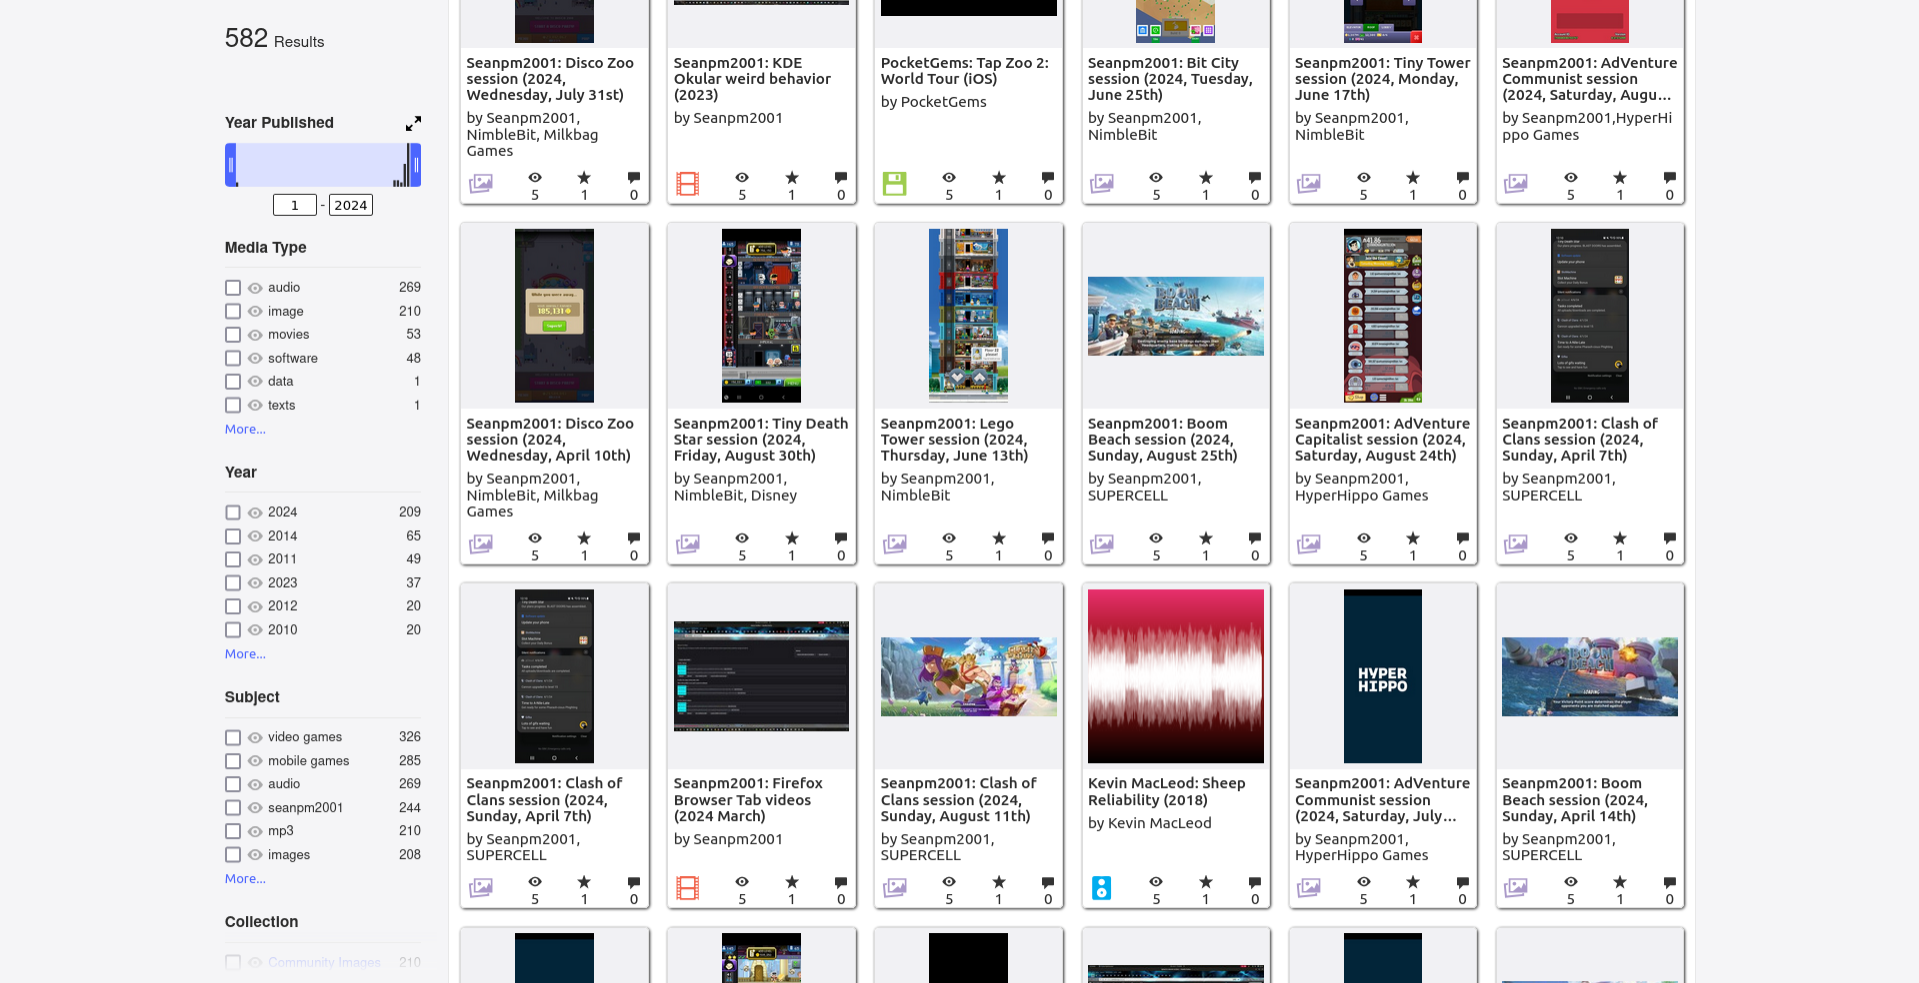 582 Results
Year Published
1 - 2024
Media Type
audio 269
image 210
movies 53
software 48
data 1
texts 1
More...
Year
2024 209
2014 65
2011 49
2023 37
2012 20
2010 20
More...
Subject
video games 326
mobile games 285
audio 269
seanpm2001 244
mp3 210
images 208
More...
Collection
Community Images 210
Seanpm2001: Disco Zoo
session (2024,
Wednesday, July 31st)
by Seanpm2001,
NimbleBit, Milkbag
Games
5 1 0
Seanpm2001: KDE
Okular weird behavior
(2023)
by Seanpm2001
5 1 0
PocketGems: Tap Zoo 2:
World Tour (iOS)
by PocketGems
5 1 0
Seanpm2001: Bit City
session (2024, Tuesday,
June 25th)
by Seanpm2001,
NimbleBit
5 1 0
Seanpm2001: Tiny Tower
session (2024, Monday,
June 17th)
by Seanpm2001,
NimbleBit
5 1 0
Seanpm2001: AdVenture
Communist session
(2024, Saturday, Augu...
by Seanpm2001,HyperHi
ppo Games
5 1 0
While you were away...
185,131
Seanpm2001: Disco Zoo
session (2024,
Wednesday, April 10th)
by Seanpm2001,
NimbleBit, Milkbag
Games
5 1 0
Seanpm2001: Tiny Death
Star session (2024,
Friday, August 30th)
by Seanpm2001,
NimbleBit, Disney
5 1 0
Seanpm2001: Lego
Tower session (2024,
Thursday, June 13th)
by Seanpm2001,
NimbleBit
5 1 0
BOOM
BEACH
Seanpm2001: Boom
Beach session (2024,
Sunday, August 25th)
by Seanpm2001,
SUPERCELL
5 1 0
Seanpm2001: AdVenture
Capitalist session (2024,
Saturday, August 24th)
by Seanpm2001,
HyperHippo Games
5 1 0
Seanpm2001: Clash of
Clans session (2024,
Sunday, April 7th)
by Seanpm2001,
SUPERCELL
5 1 0
Seanpm2001: Clash of
Clans session (2024,
Sunday, April 7th)
by Seanpm2001,
SUPERCELL
5 1 0
Seanpm2001: Firefox
Browser Tab videos
(2024 March)
by Seanpm2001
5 1 0
Seanpm2001: Clash of
Clans session (2024,
Sunday, August 11th)
by Seanpm2001,
SUPERCELL
5 1 0
Kevin MacLeod: Sheep
Reliability (2018)
by Kevin MacLeod
5 1 0
HYPER
HIPPO
Seanpm2001: AdVenture
Communist session
(2024, Saturday, July...
by Seanpm2001,
HyperHippo Games
5 1 0
BOOM
BEACH
Seanpm2001: Boom
Beach session (2024,
Sunday, April 14th)
by Seanpm2001,
SUPERCELL
5 1 0